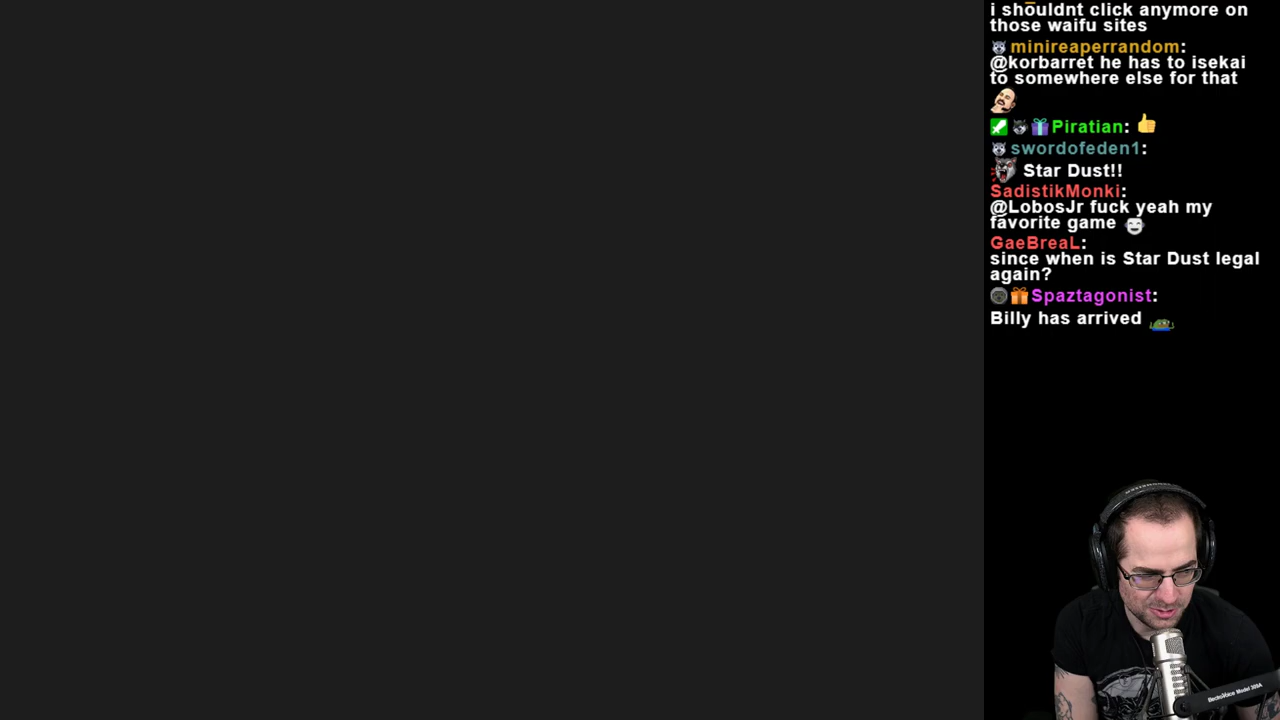 i shouldnt click anymore on
those waifu sites
minireaperrandom:
@korbarret he has to isekai
to somewhere else for that
Piratian:
swordofeden1:
Star Dust!!
SadistikMonki:
@LobosJr fuck yeah my
favorite game
GaeBreaL:
since when is Star Dust legal
again?
Spaztagonist:
Billy has arrived